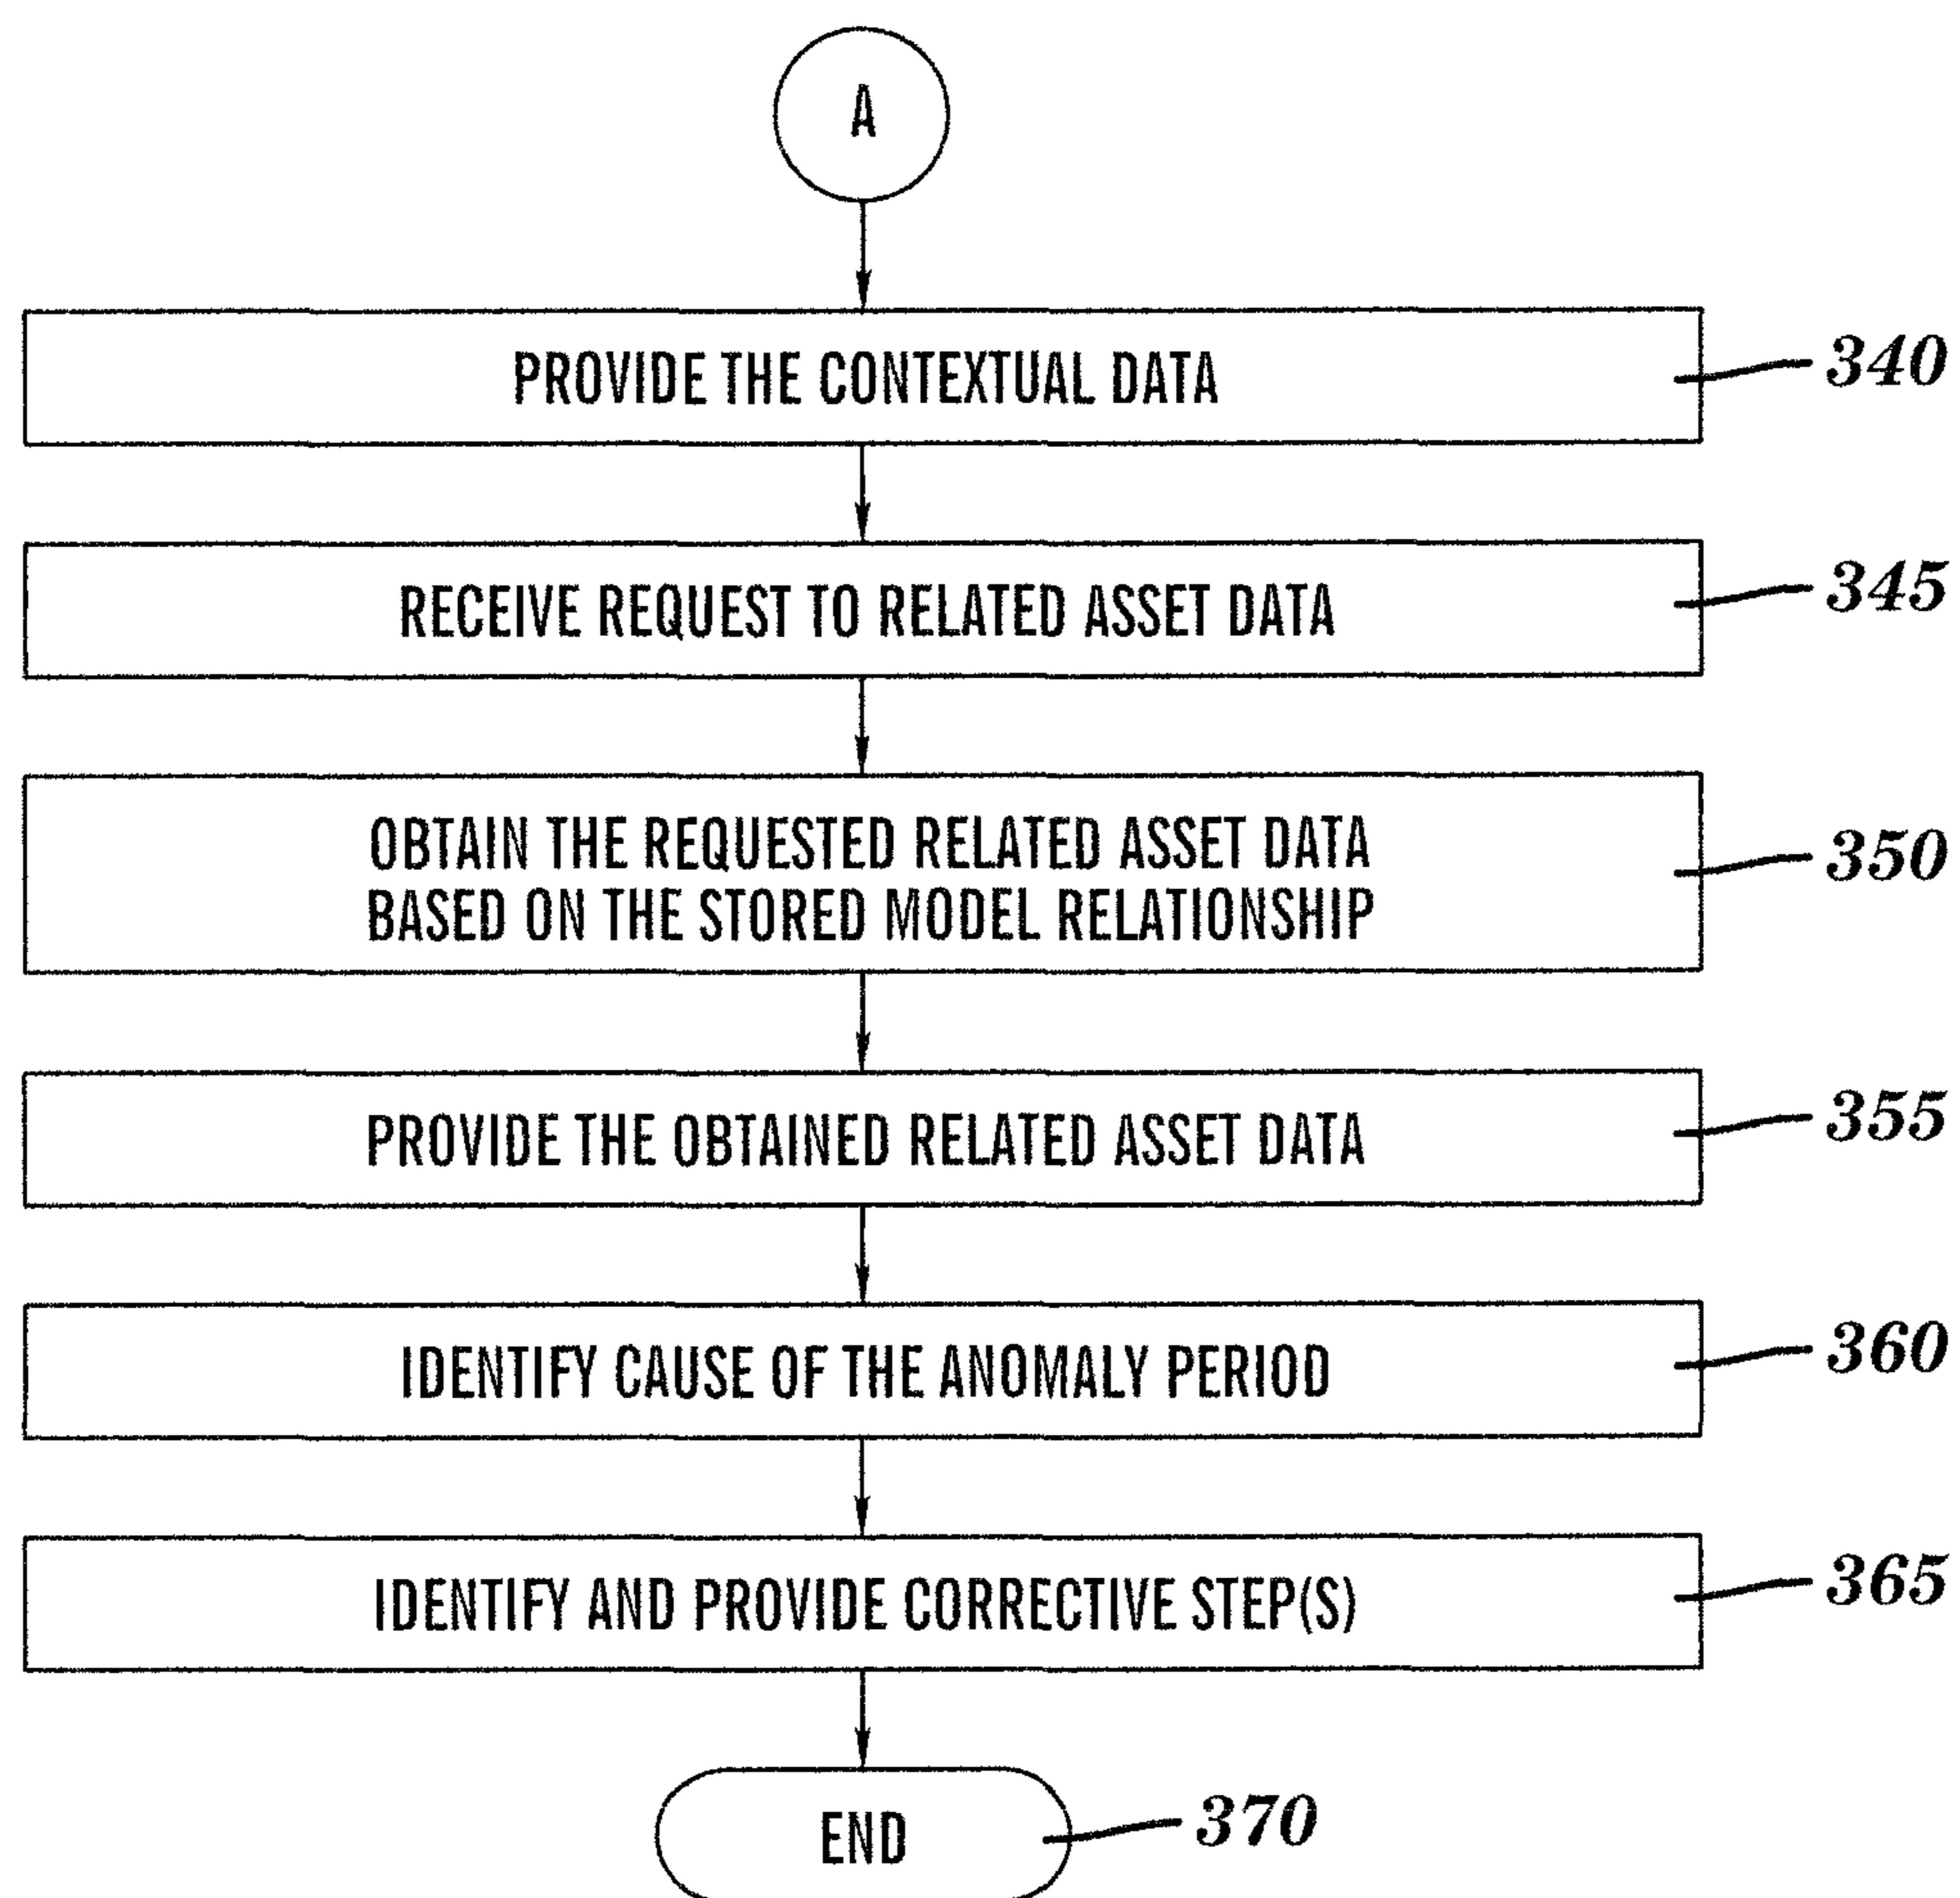 A
PROVIDE THE CONTEXTUAL DATA
340
RECEIVE REQUEST TO RELATED ASSET DATA
345
OBTAIN THE REQUESTED RELATED ASSET DATA
BASED ON THE STORED MODEL RELATIONSHIP
350
PROVIDE THE OBTAINED RELATED ASSET DATA
355
IDENTIFY CAUSE OF THE ANOMALY PERIOD
360
IDENTIFY AND PROVIDE CORRECTIVE STEP(S)
365
END
370